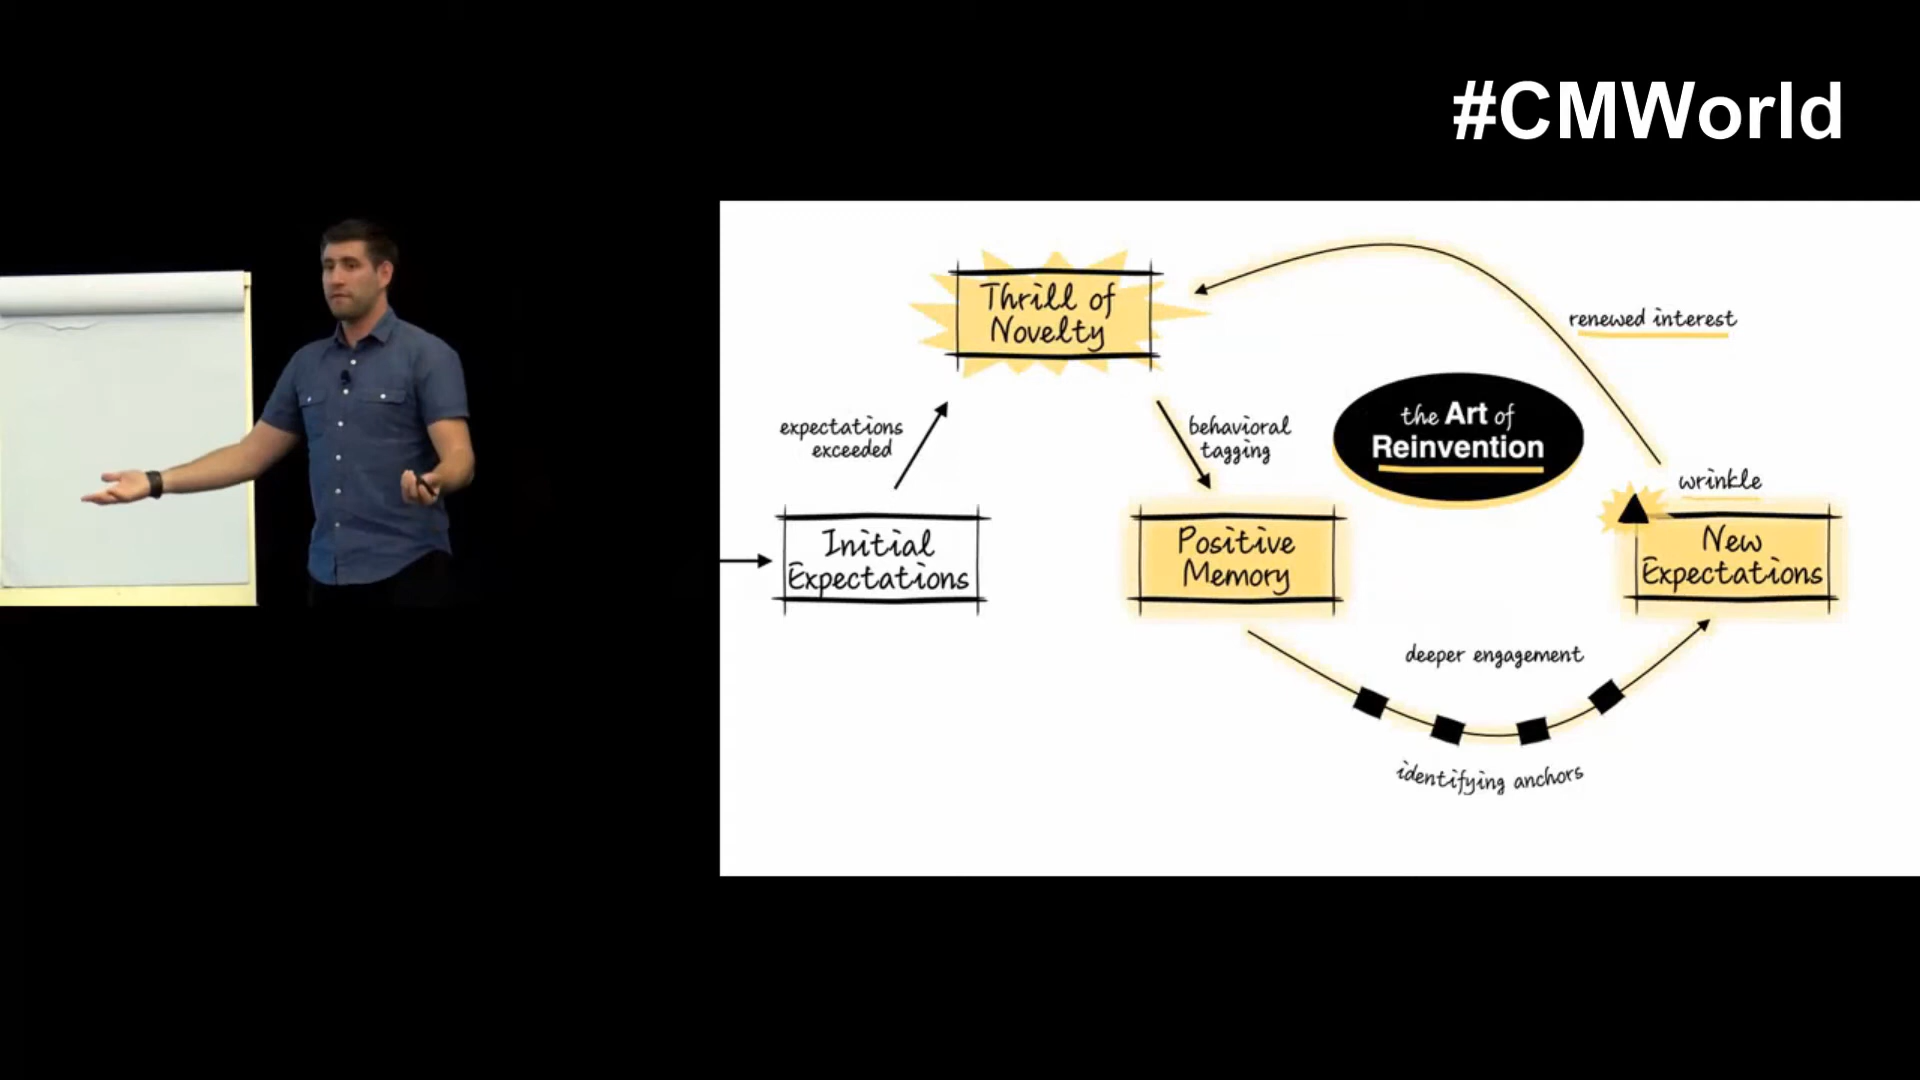 #CMWorld
Thrill of
Novelty
renewed interest
expectations
exceeded
behavioral
tagging
the Art of
Reinvention
wrinkle
Initial
Expectations
Positive
Memory
New
Expectations
deeper engagement
identifying anchors